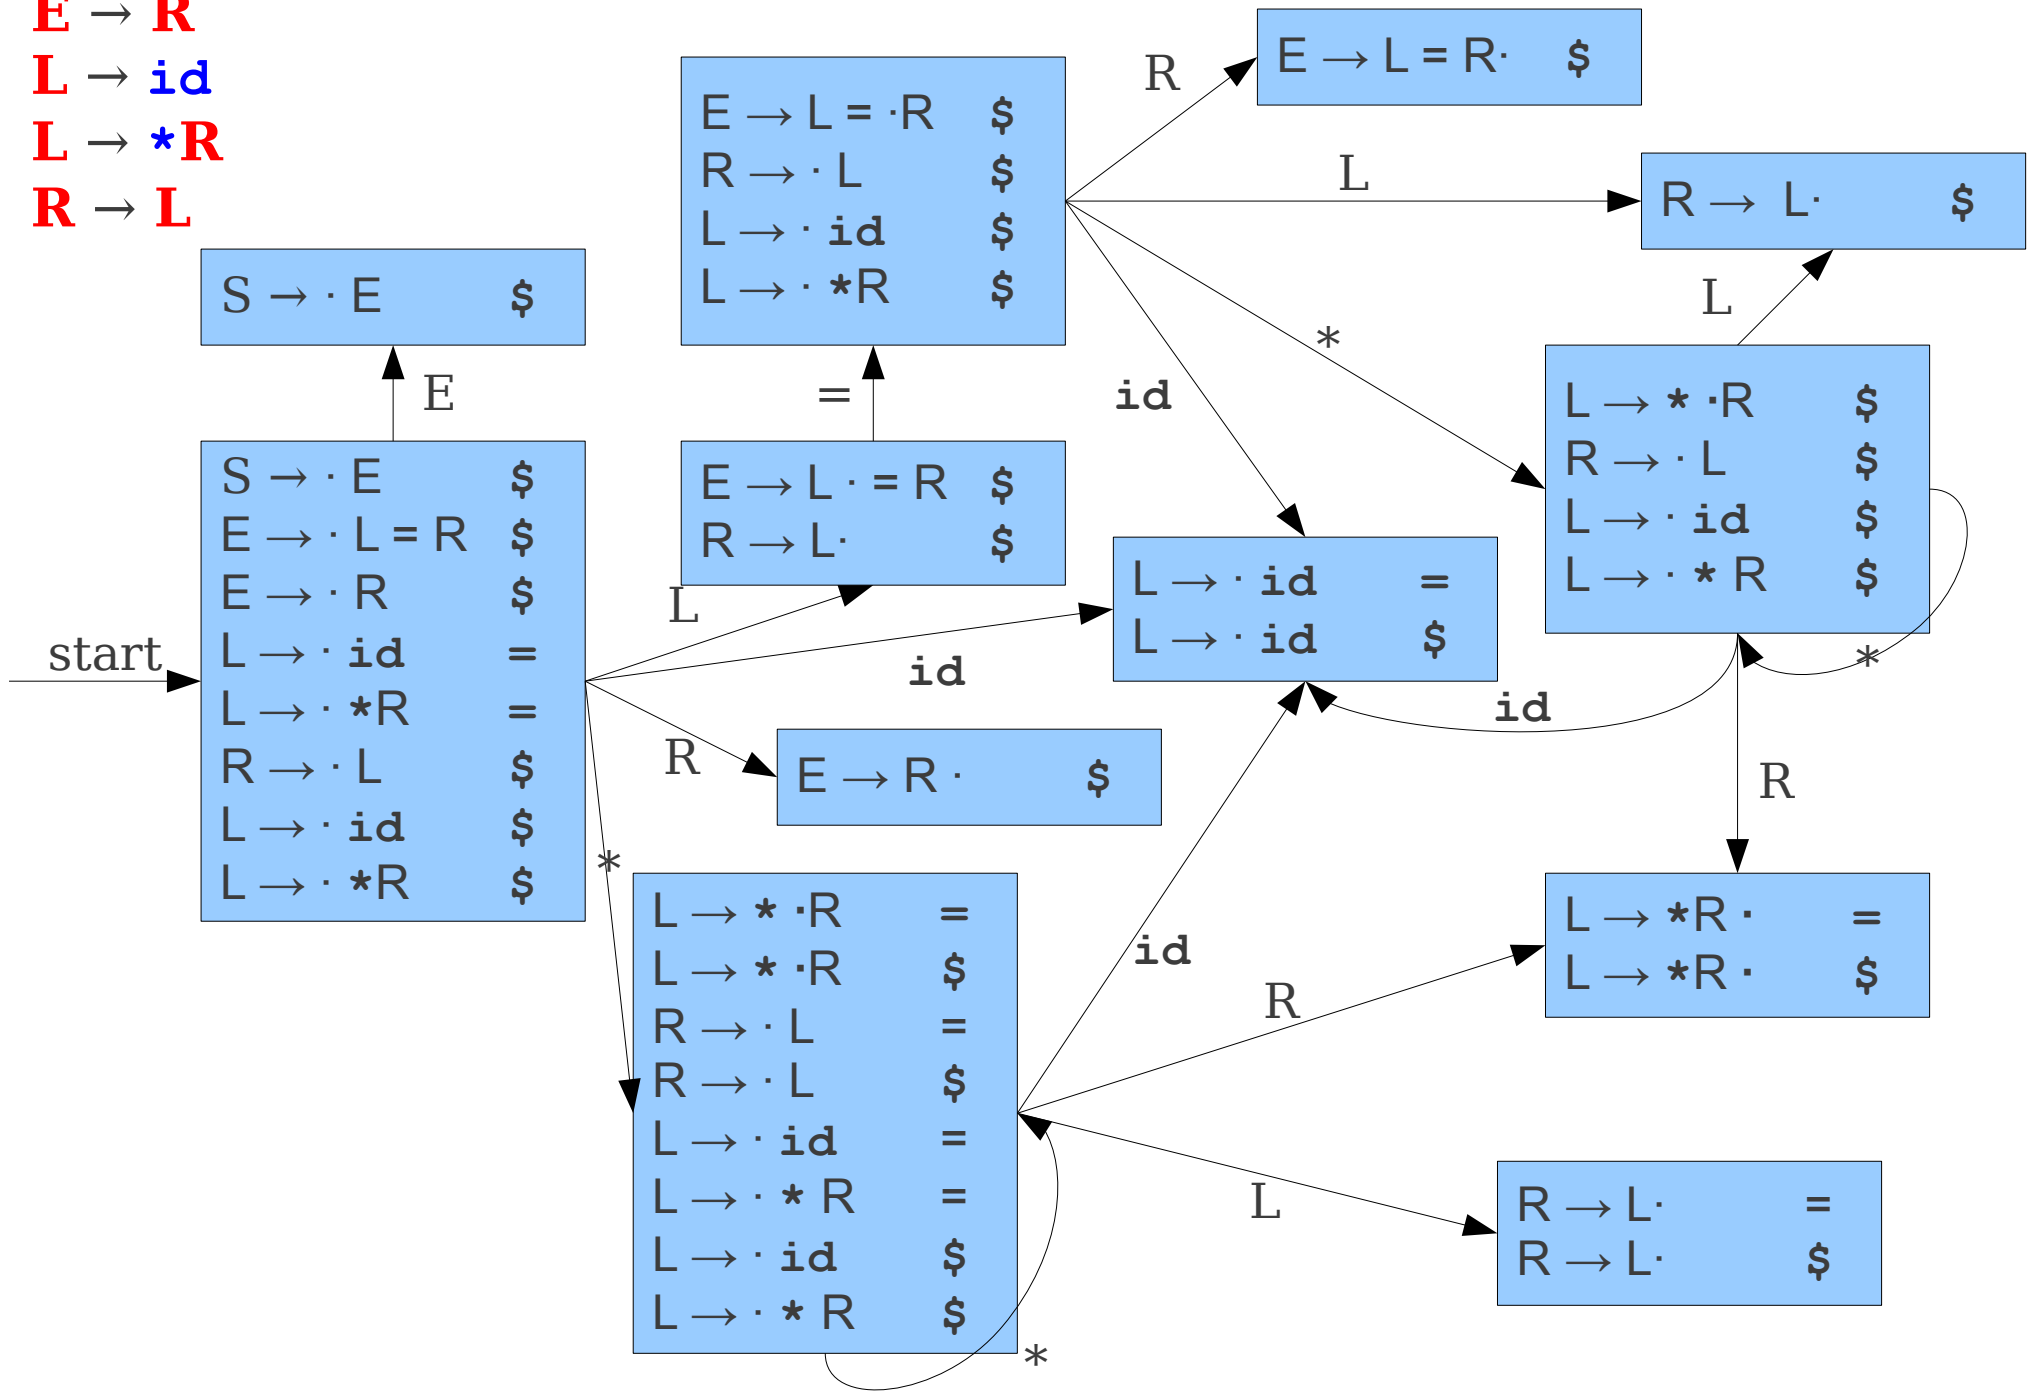 E → R
L → id
L → *R
R → L
S → · E $
E
S → · E $
E → · L = R $
E → · R $
L → · id =
L → · *R =
R → · L $
L → · id $
L → · *R $
start
E → L = ·R $
R → · L $
L → · id $
L → · *R $
=
E → L · = R $
R → L· $
L
id
R
*
E → R · $
L → * ·R =
L → * ·R $
R → · L =
R → · L $
L → · id =
L → · * R =
L → · id $
L → · * R $
*
R
E → L = R· $
L
R → L· $
*
id
L
L → · id =
L → · id $
L → * ·R $
R → · L $
L → · id $
L → · * R $
*
id
R
id
R
L → *R · =
L → *R · $
L
R → L· =
R → L· $